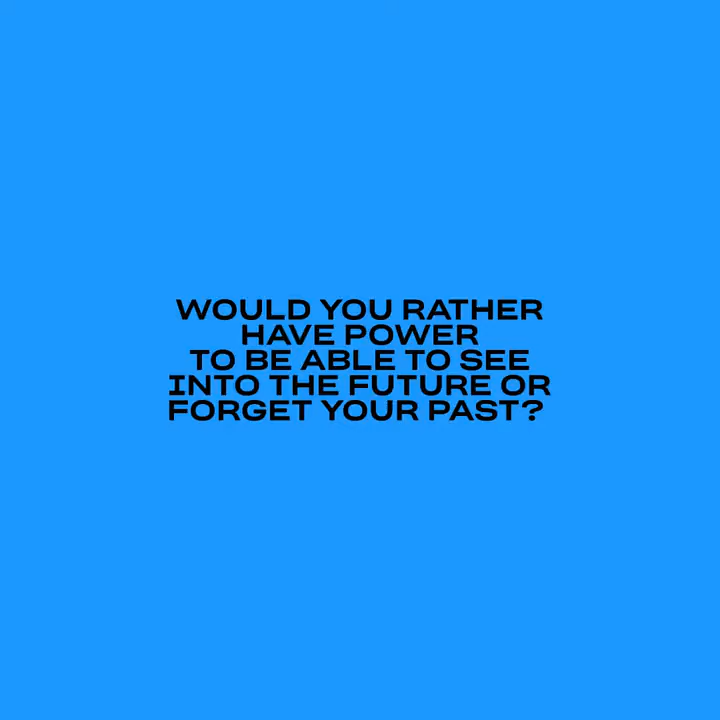 WOULD YOU RATHER
HAVE POWER
TO BE ABLE TO SEE
INTO THE FUTURE OR
FORGET YOUR PAST?